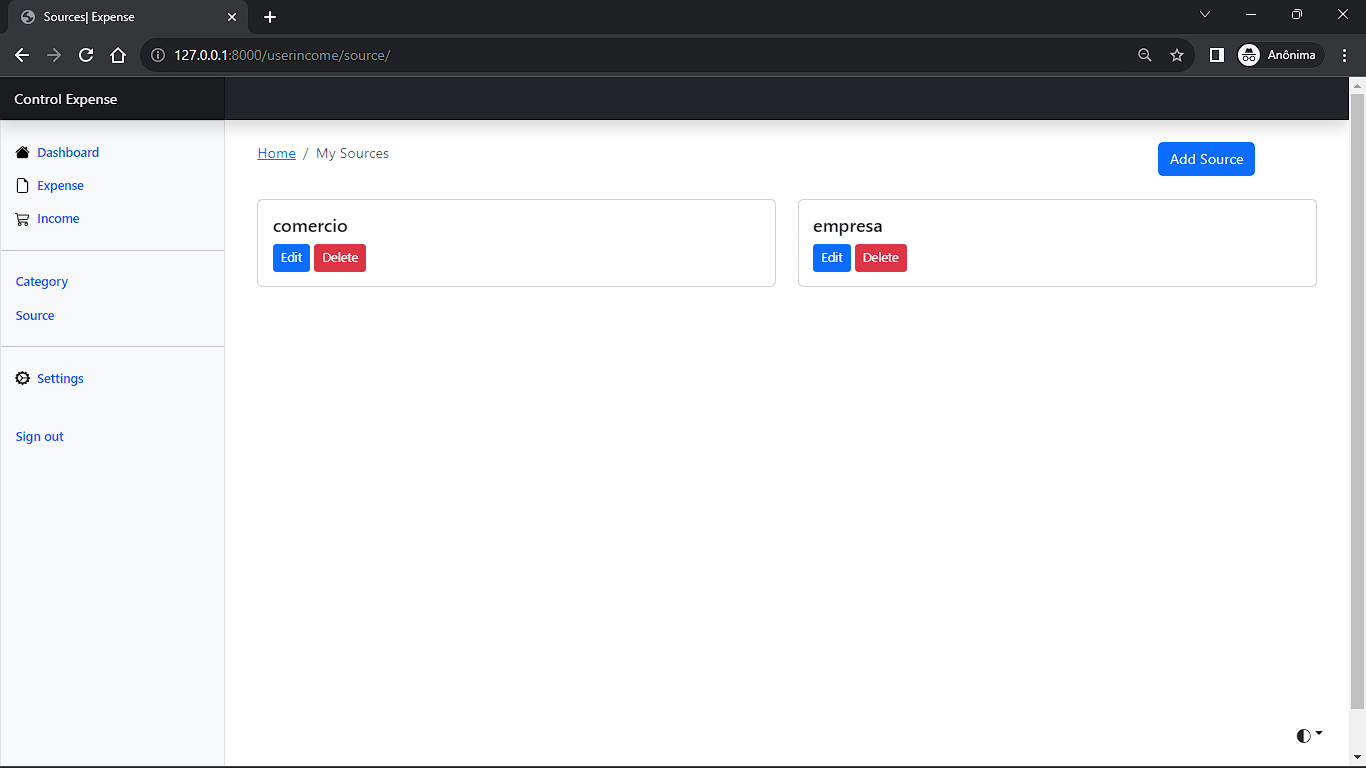 Sources| Expense
127.0.0.1:8000/userincome/source/
Anônima
Control Expense
Dashboard
Expense
Income
Category
Source
Settings
Sign out
Home / My Sources
Add Source
comercio
Edit Delete
empresa
Edit Delete